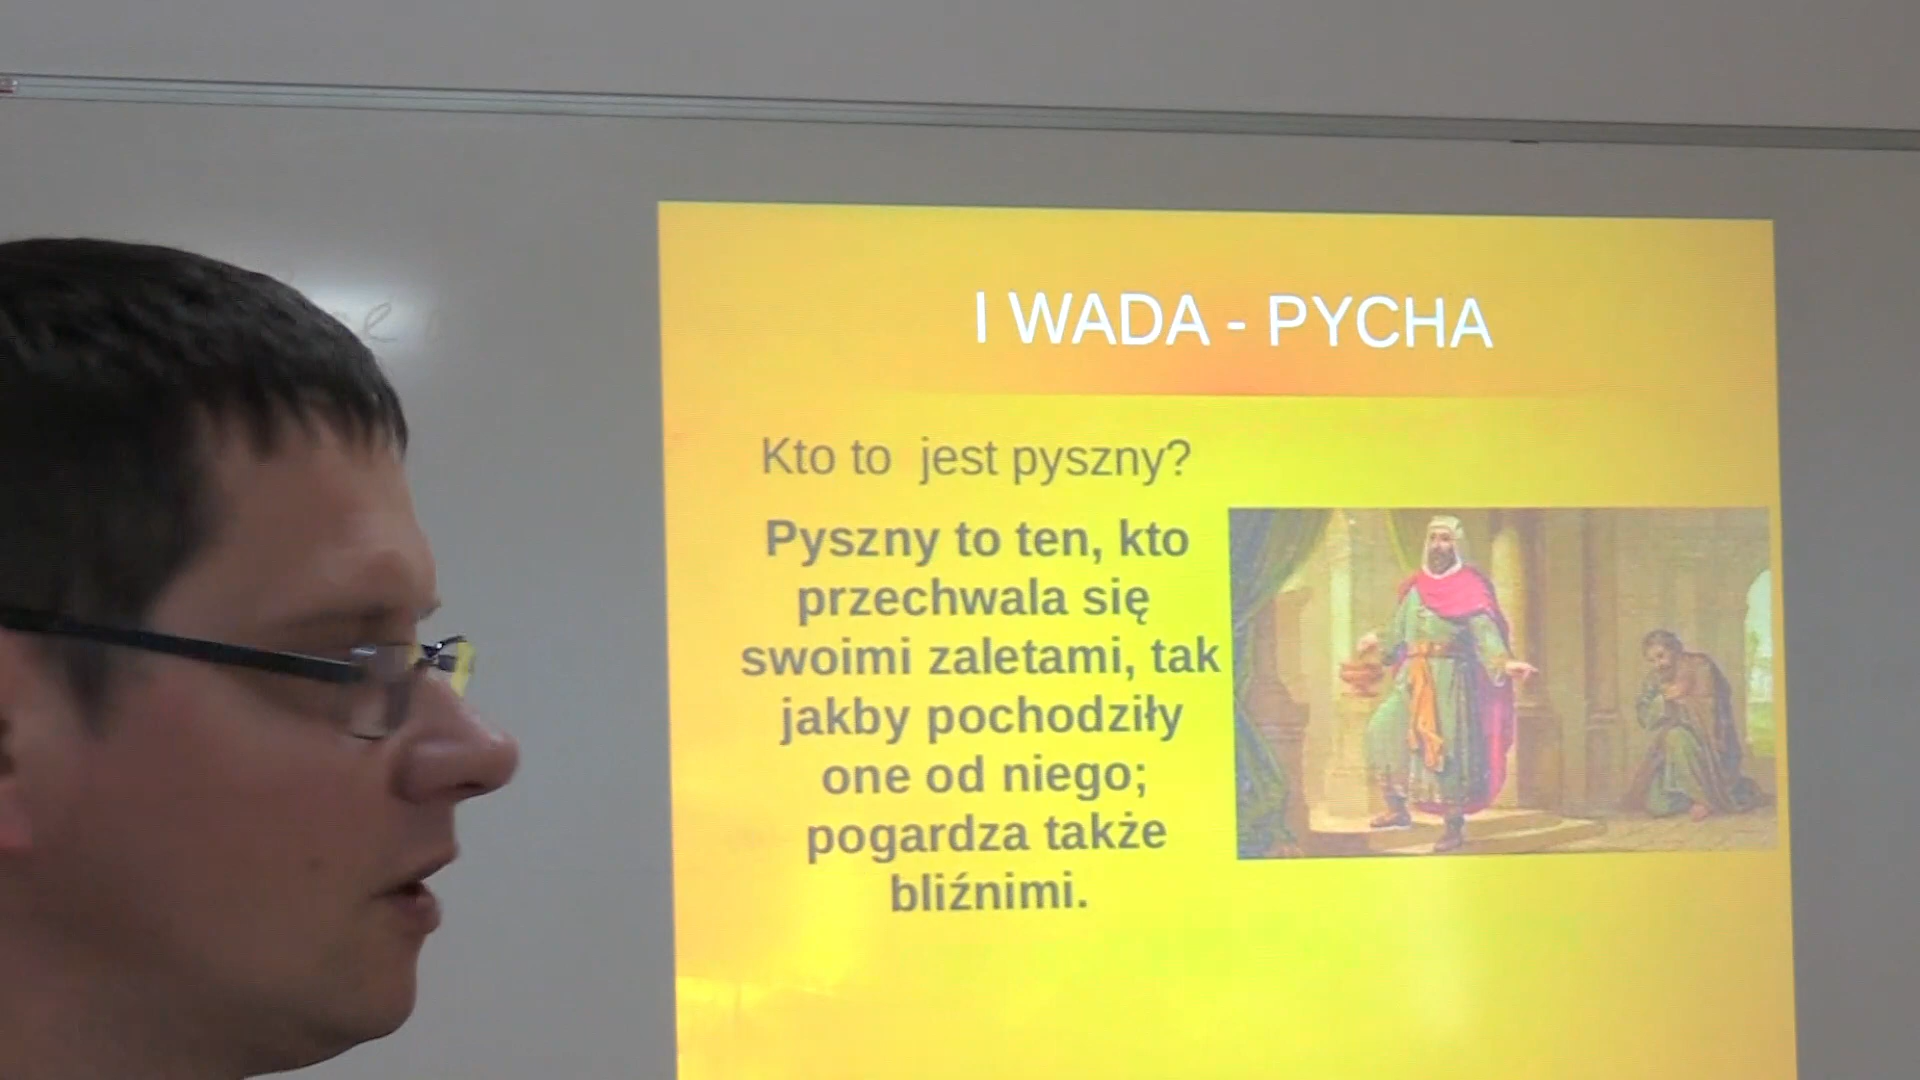 I WADA - PYCHA
Kto to jest pyszny?
Pyszny to ten, kto
przechwala się
swoimi zaletami, tak
jakby pochodziły
one od niego;
pogardza także
bliźnimi.